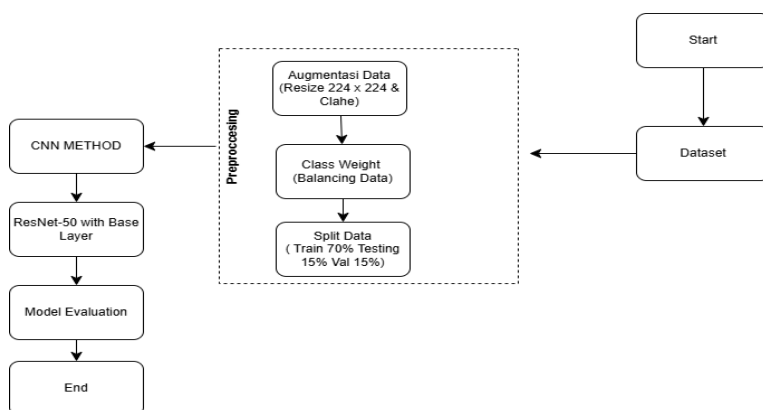 Start
Dataset
Preproccesing
Augmentasi Data
(Resize 224 x 224 &
Clahe)
Class Weight
(Balancing Data)
Split Data
( Train 70% Testing
15% Val 15%)
CNN METHOD
ResNet-50 with Base
Layer
Model Evaluation
End